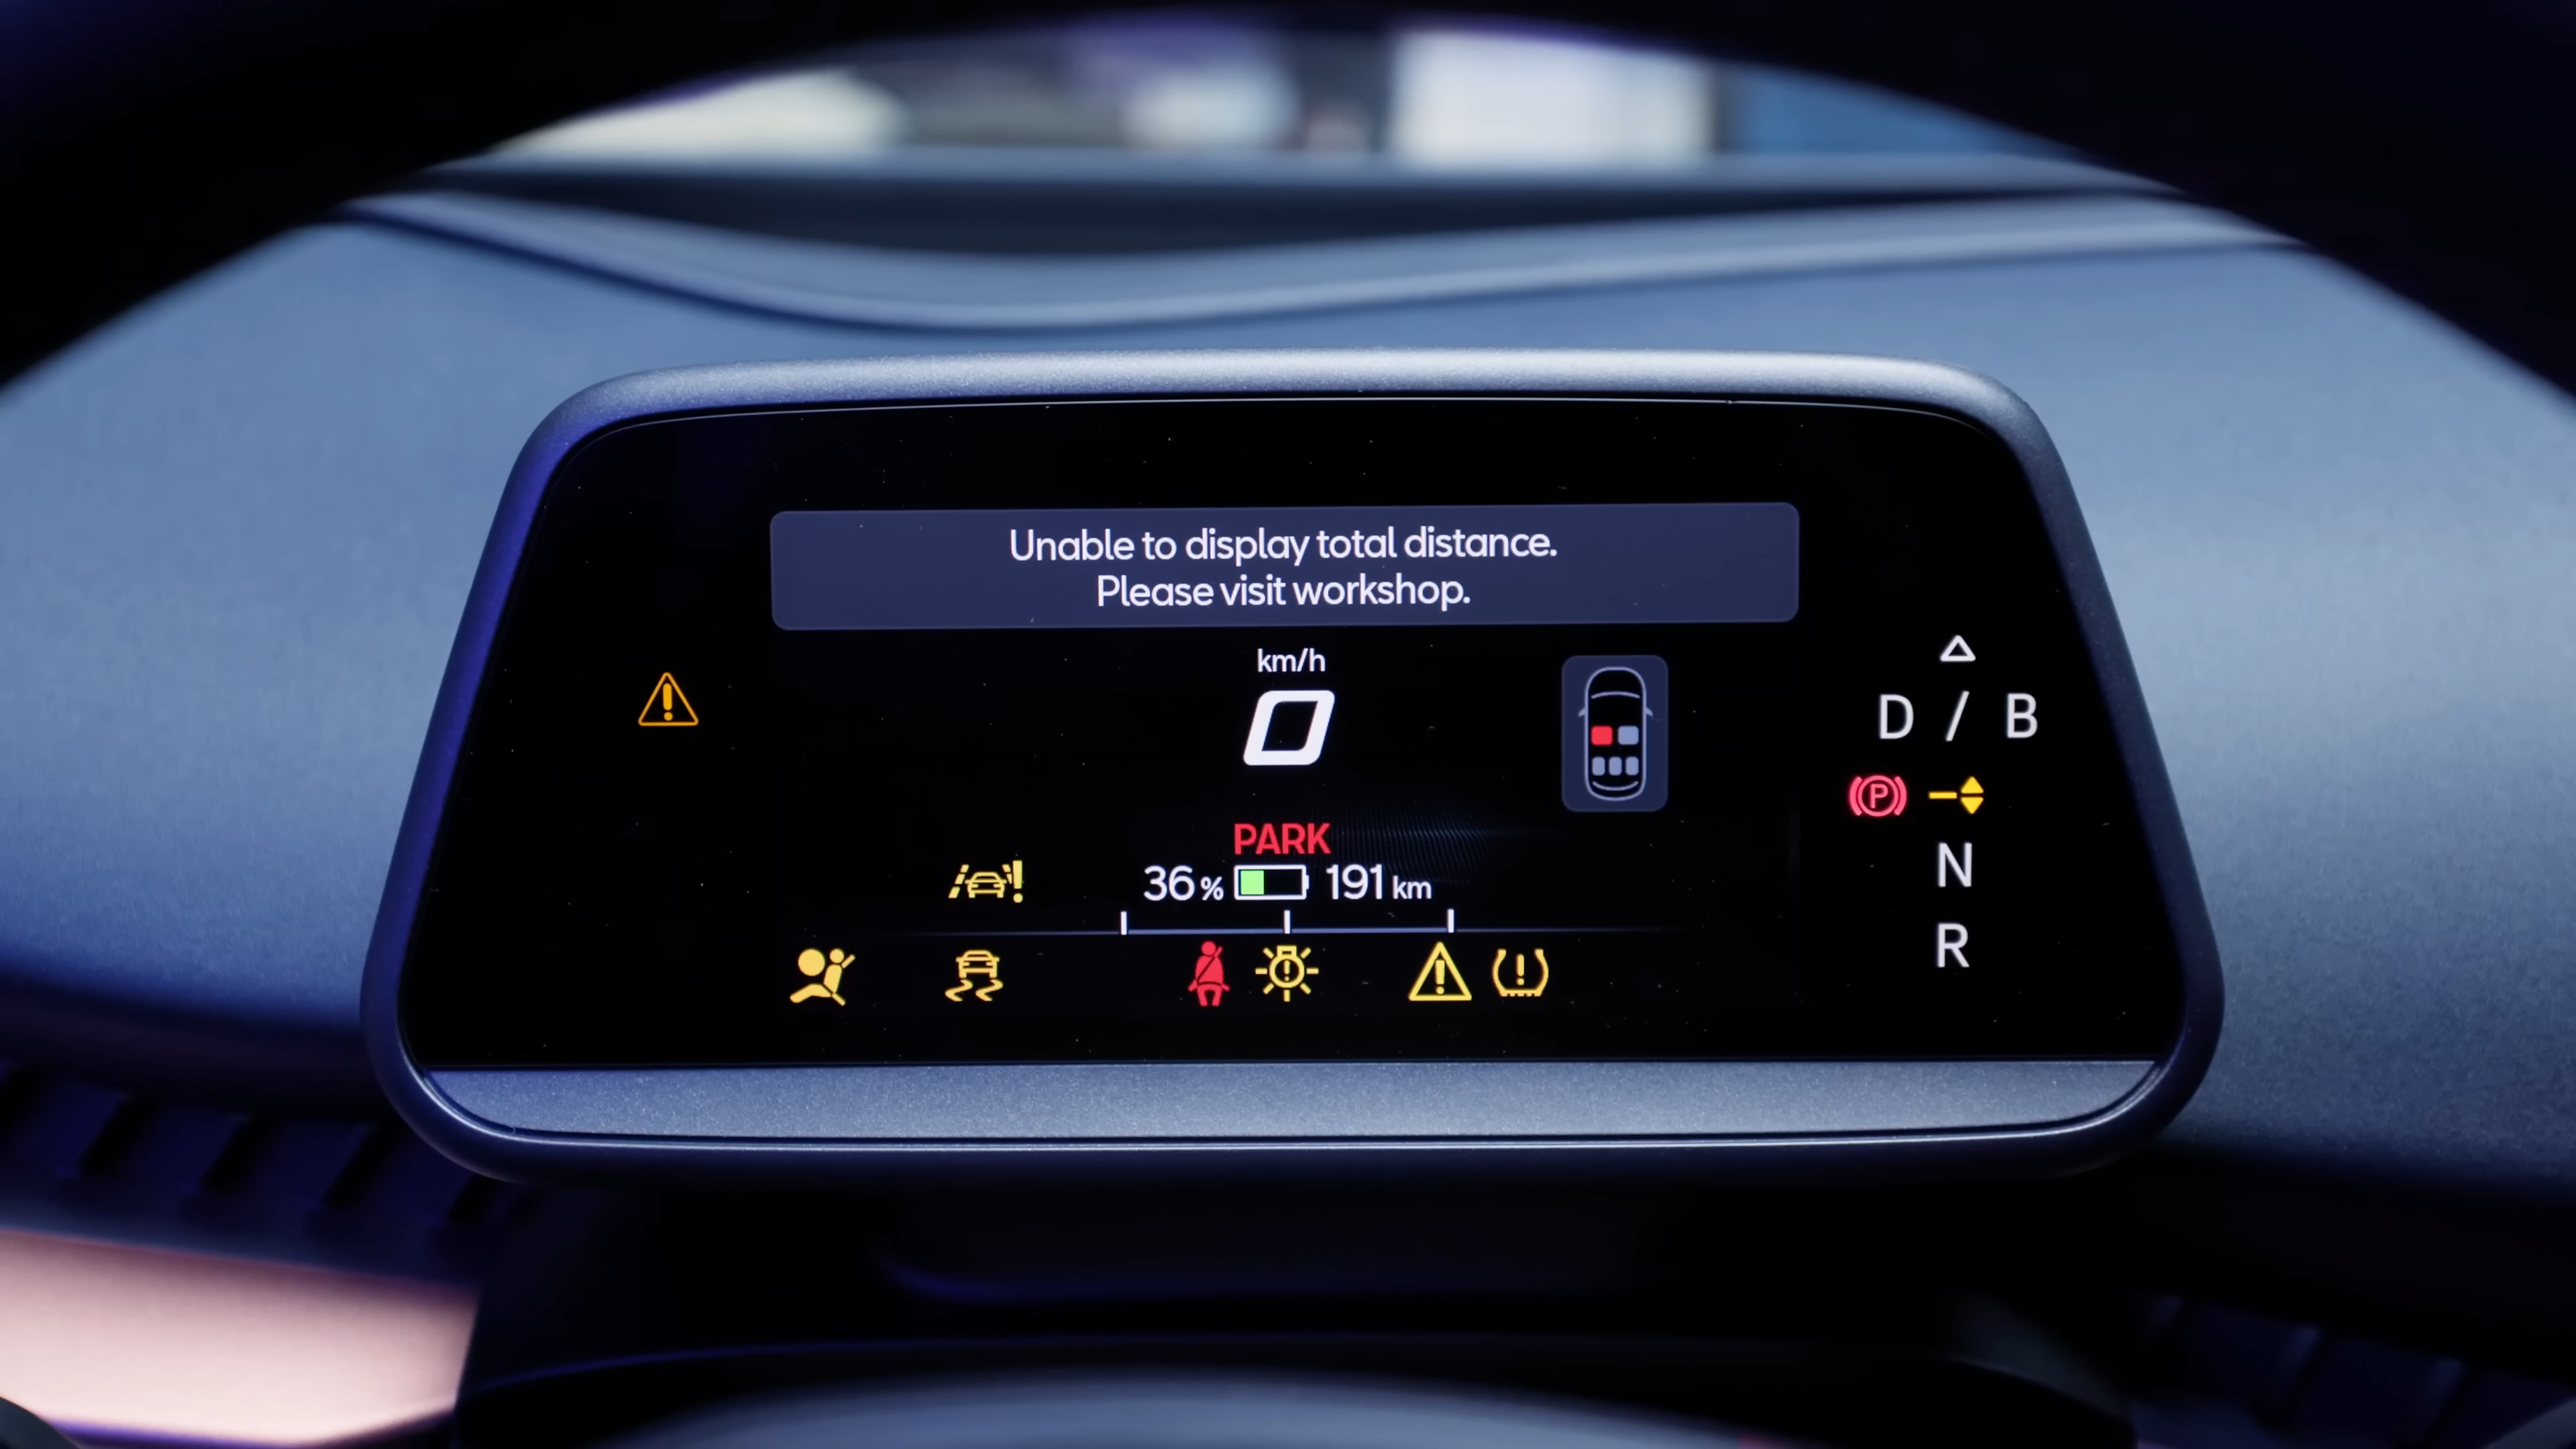 Unable to display total distance.
Please visit workshop.
km/h
0
D / B
P
PARK
36 % 191 km
N
R